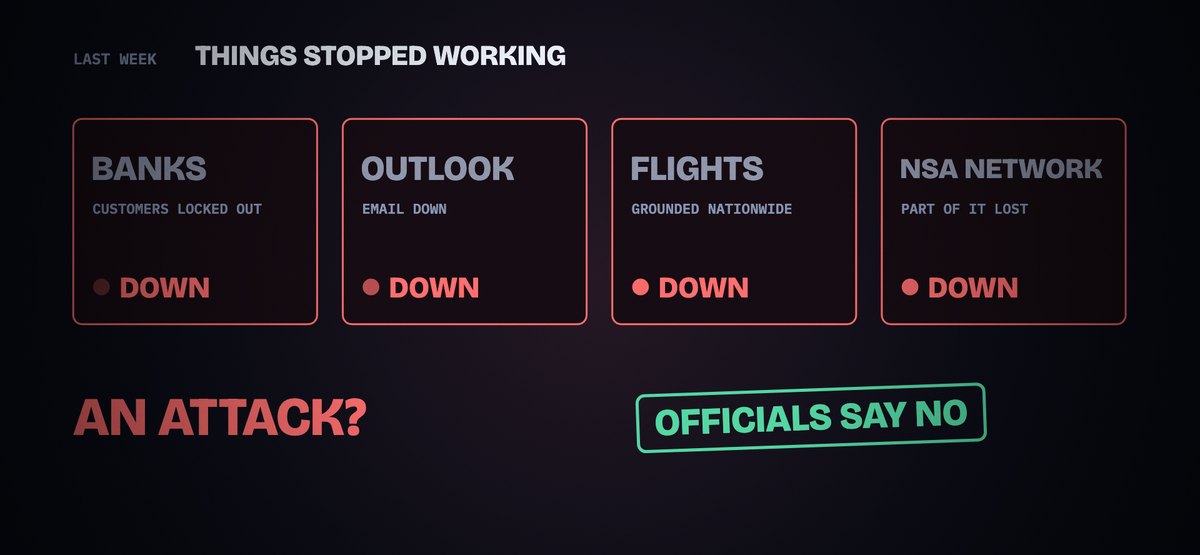 LAST WEEK THINGS STOPPED WORKING
BANKS
CUSTOMERS LOCKED OUT
DOWN
OUTLOOK
EMAIL DOWN
DOWN
FLIGHTS
GROUNDED NATIONWIDE
DOWN
NSA NETWORK
PART OF IT LOST
DOWN
AN ATTACK?
OFFICIALS SAY NO